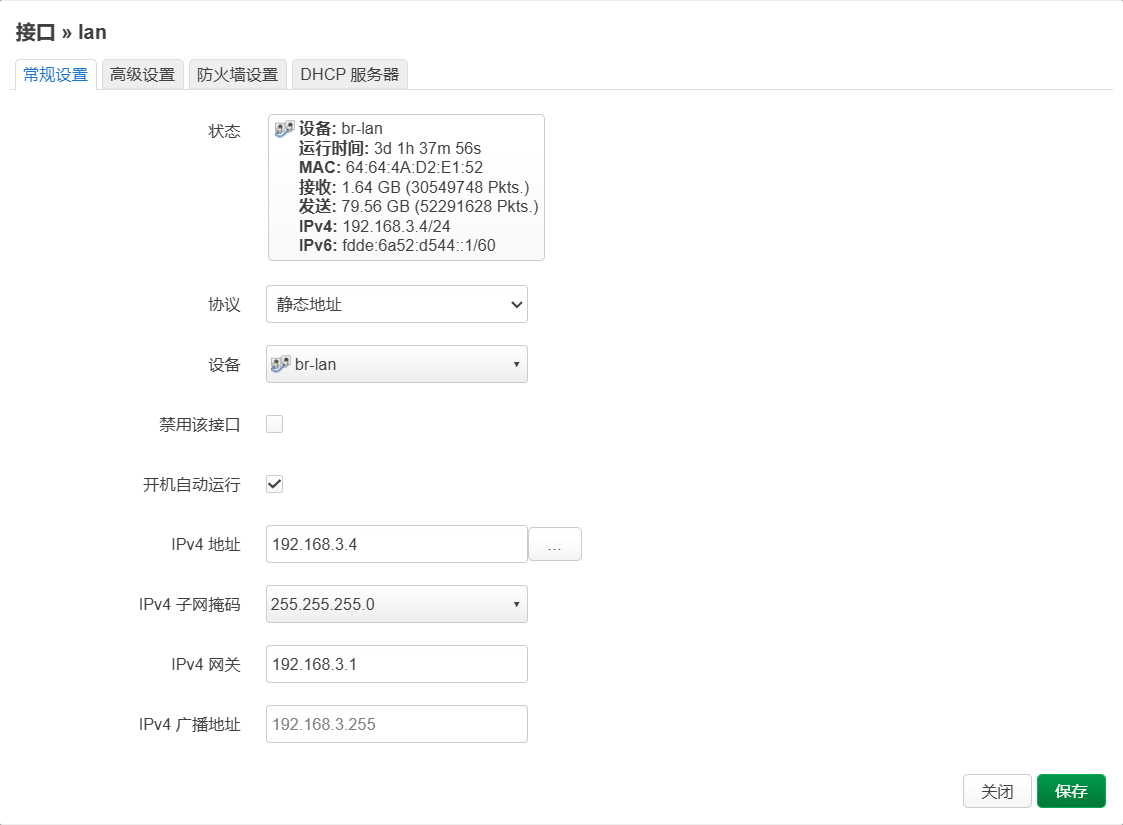 接口 » lan
常规设置 高级设置 防火墙设置 DHCP 服务器
状态
设备: br-lan
运行时间: 3d 1h 37m 56s
MAC: 64:64:4A:D2:E1:52
接收: 1.64 GB (30549748 Pkts.)
发送: 79.56 GB (52291628 Pkts.)
IPv4: 192.168.3.4/24
IPv6: fdde:6a52:d544::1/60
协议 静态地址
设备 br-lan
禁用该接口
开机自动运行
IPv4 地址 192.168.3.4 ...
IPv4 子网掩码 255.255.255.0
IPv4 网关 192.168.3.1
IPv4 广播地址 192.168.3.255
关闭 保存